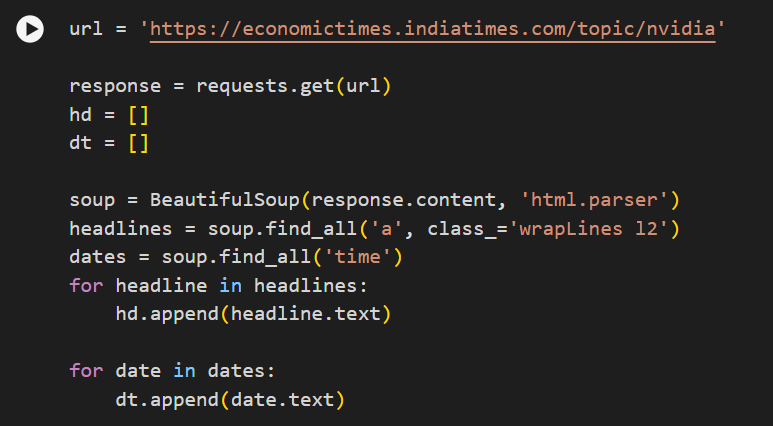 url = 'https://economictimes.indiatimes.com/topic/nvidia'
response = requests.get(url)
hd = []
dt = []
soup = BeautifulSoup(response.content, 'html.parser')
headlines = soup.find_all('a', class_='wrapLines l2')
dates = soup.find_all('time')
for headline in headlines:
    hd.append(headline.text)
for date in dates:
    dt.append(date.text)